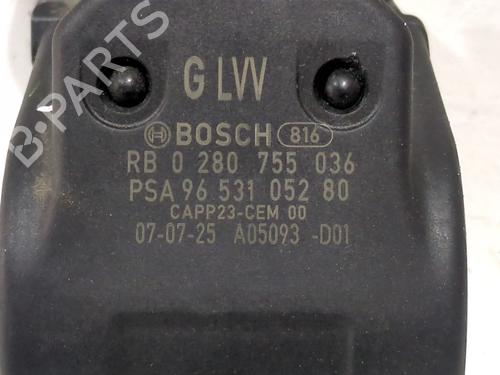 B-PARTS
G LVV
BOSCH 816
RB 0 280 755 036
PSA 96 531 052 80
CAPP23-CEM 00
07-07-25 A05093 -D01